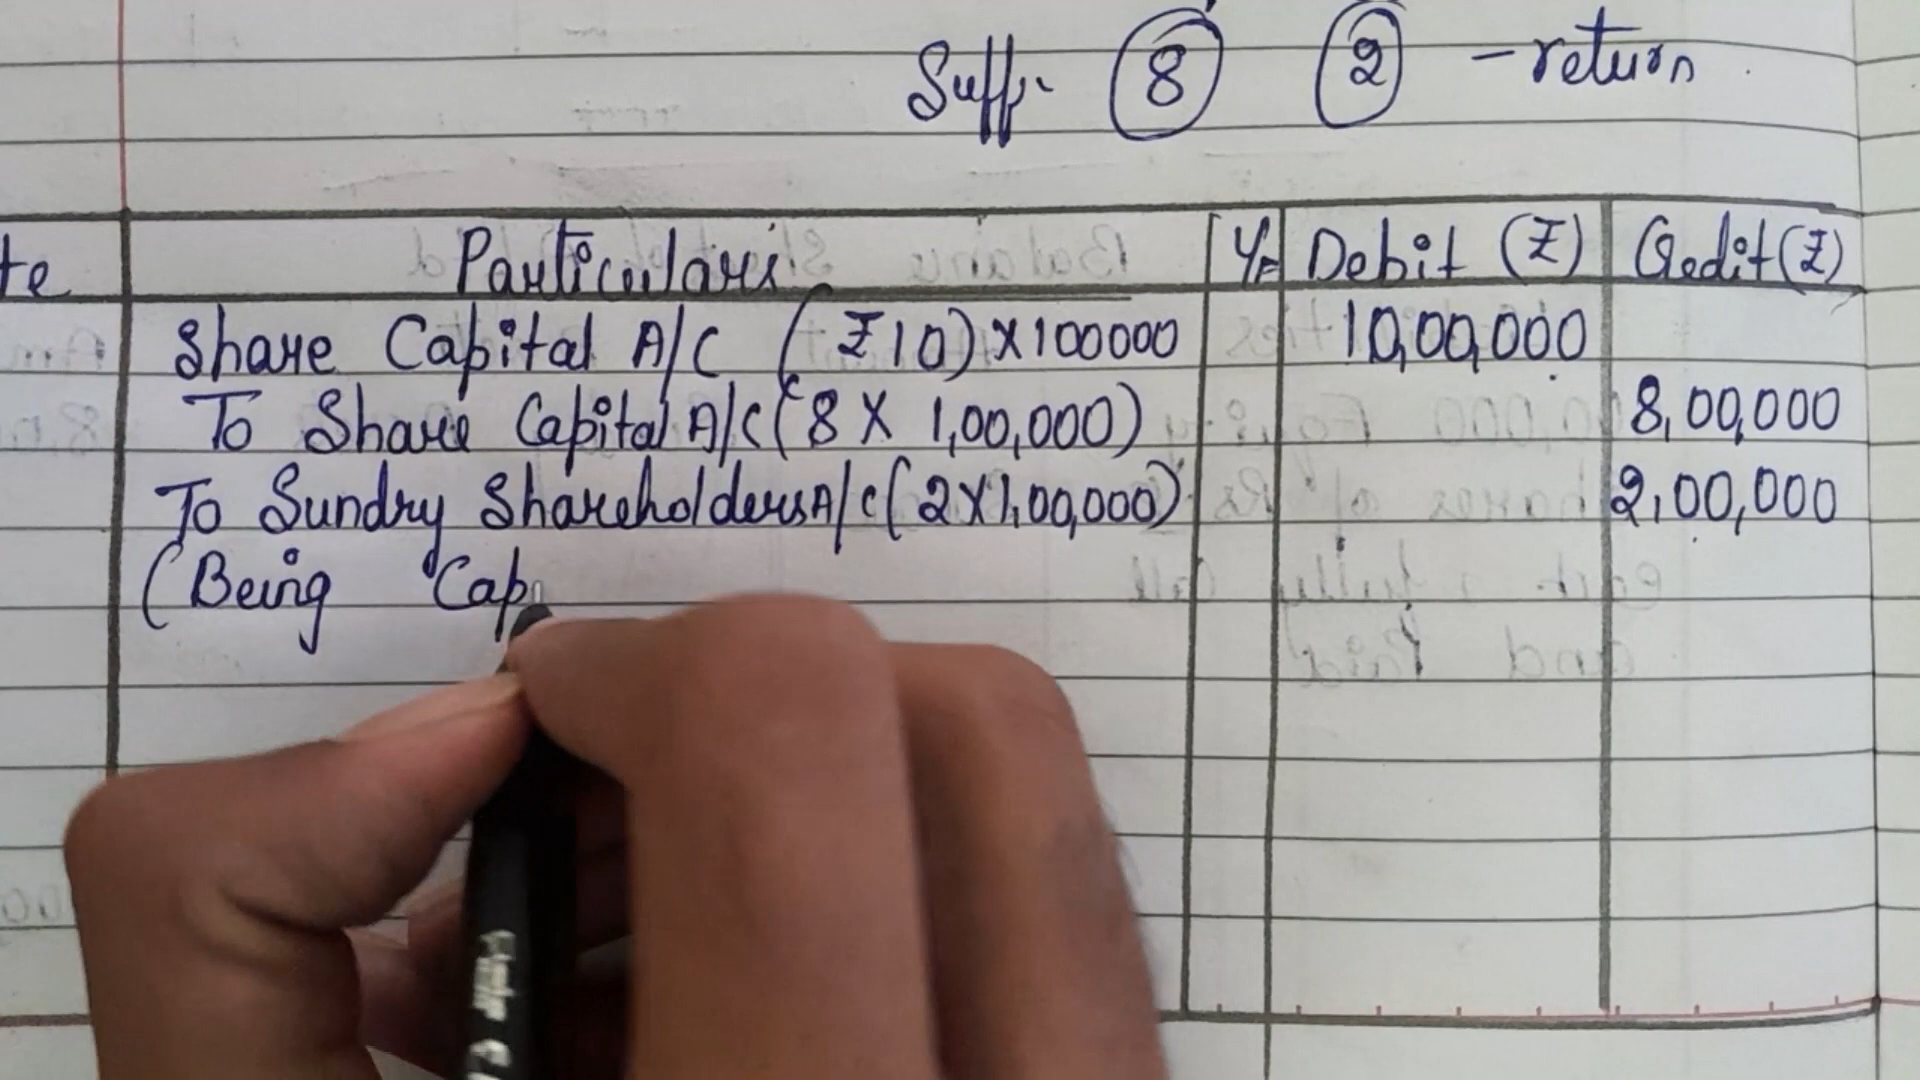 Suff. 8 2 - return
te Particulars Debit (₹) Credit (₹)
Share Capital A/C (₹10) × 100000 10,00,000
To Share Capital A/C (8 × 1,00,000) 8,00,000
To Sundry Shareholders A/C (2×1,00,000) 2,00,000
(Being Cap